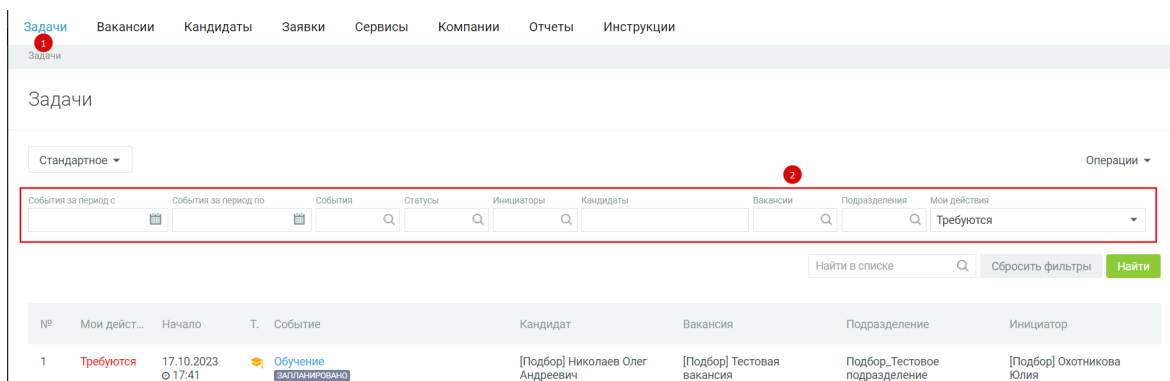 Задачи Вакансии Кандидаты Заявки Сервисы Компании Отчеты Инструкции
1
Задачи
Задачи
Стандартное Операции
2
События за период с События за период по События Статусы Инициаторы Кандидаты Вакансии Подразделения Мои действия
Требуются
Найти в списке Сбросить фильтры Найти
№ Мои дейст... Начало Т. Событие Кандидат Вакансия Подразделение Инициатор
1 Требуются 17.10.2023 Обучение [Подбор] Николаев Олег [Подбор] Тестовая Подбор_Тестовое [Подбор] Охотникова
17:41 ЗАПЛАНИРОВАНО Андреевич вакансия подразделение Юлия